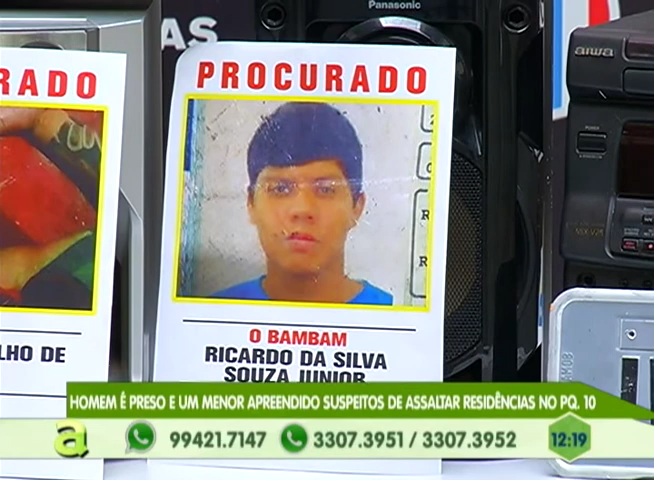 Panasonic
AS
RADO
PROCURADO
aiwa
POWER
O BAMBAM
RICARDO DA SILVA
SOUZA JUNIOR
LHO DE
HOMEM É PRESO E UM MENOR APREENDIDO SUSPEITOS DE ASSALTAR RESIDÊNCIAS NO PQ. 10
a 99421.7147 3307.3951 / 3307.3952 12:19